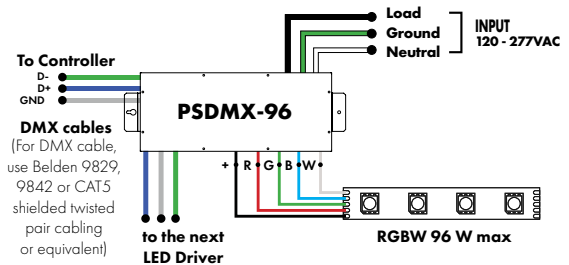 Load
Ground
Neutral
INPUT
120 - 277VAC
To Controller
D-
D+
GND
PSDMX-96
DMX cables
(For DMX cable,
use Belden 9829,
9842 or CAT5
shielded twisted
pair cabling
or equivalent)
+ R G B W
to the next
LED Driver
RGBW 96 W max